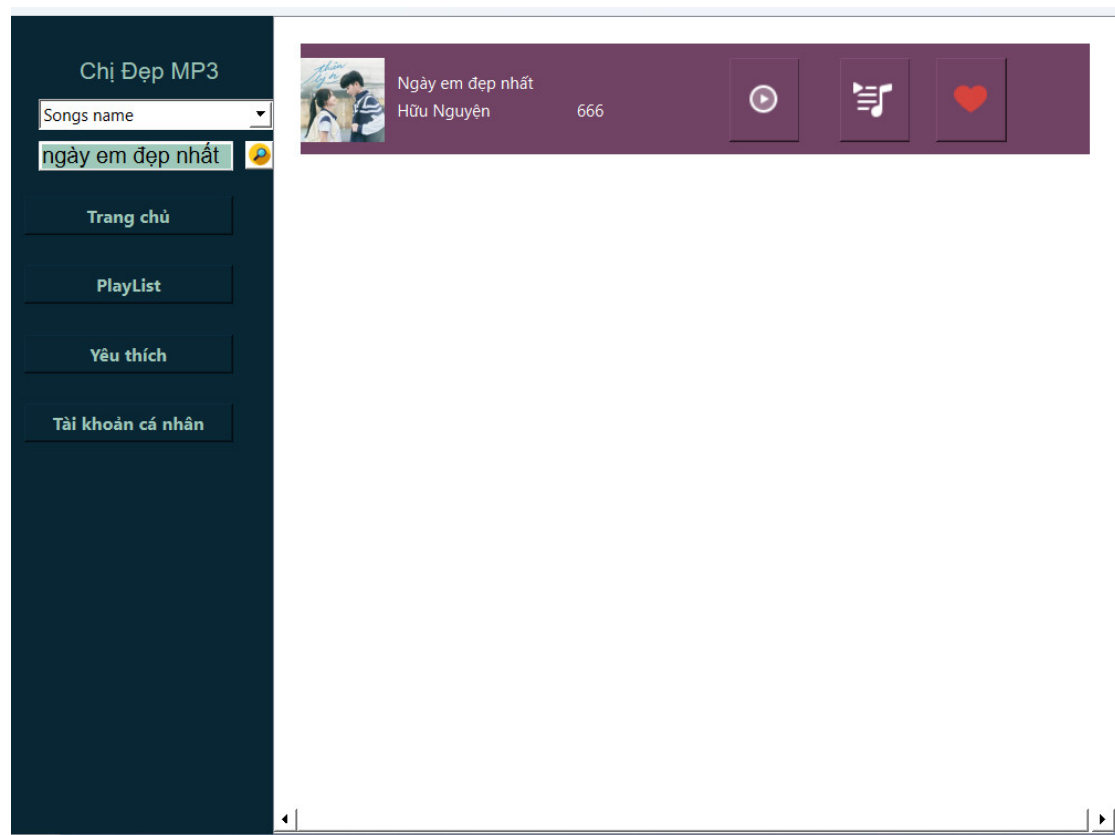 Chị Đẹp MP3
Songs name
ngày em đẹp nhất
Trang chủ
PlayList
Yêu thích
Tài khoản cá nhân
Ngày em đẹp nhất
Hữu Nguyện
666